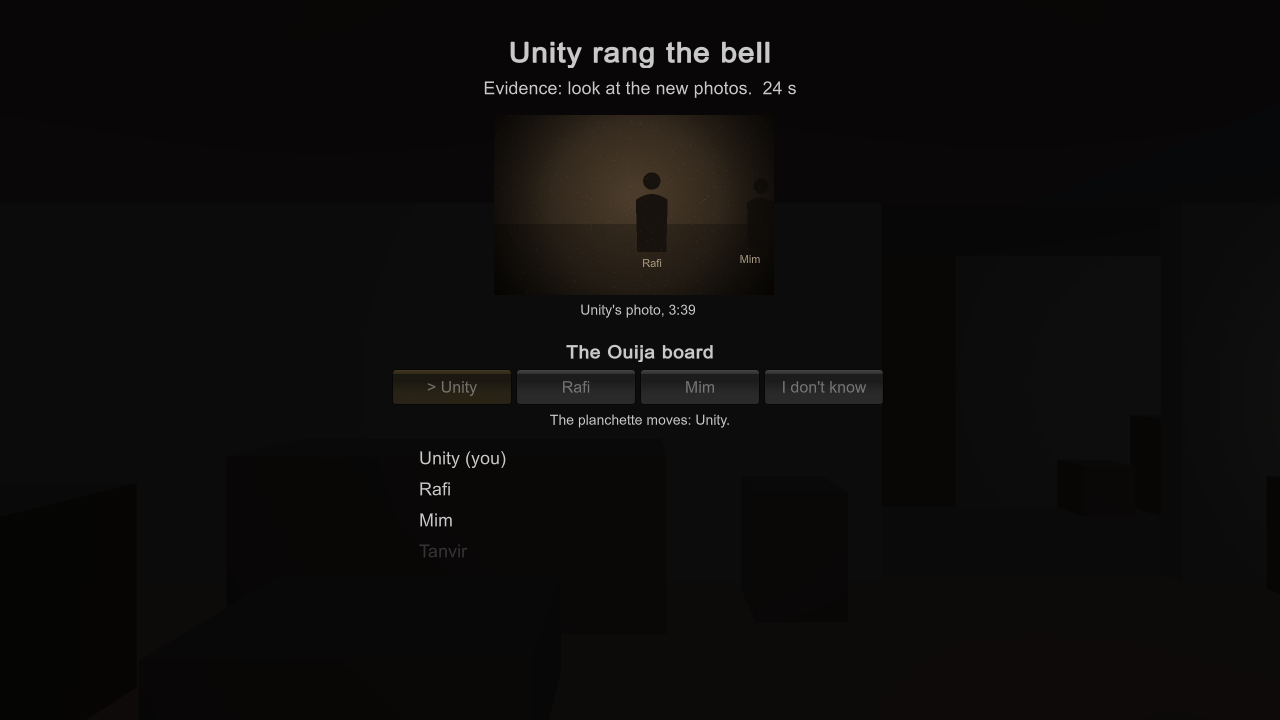 Unity rang the bell
Evidence: look at the new photos.  24 s
Rafi
Mim
Unity's photo, 3:39
The Ouija board
> Unity
Rafi
Mim
I don't know
The planchette moves: Unity.
Unity (you)
Rafi
Mim
Tanvir